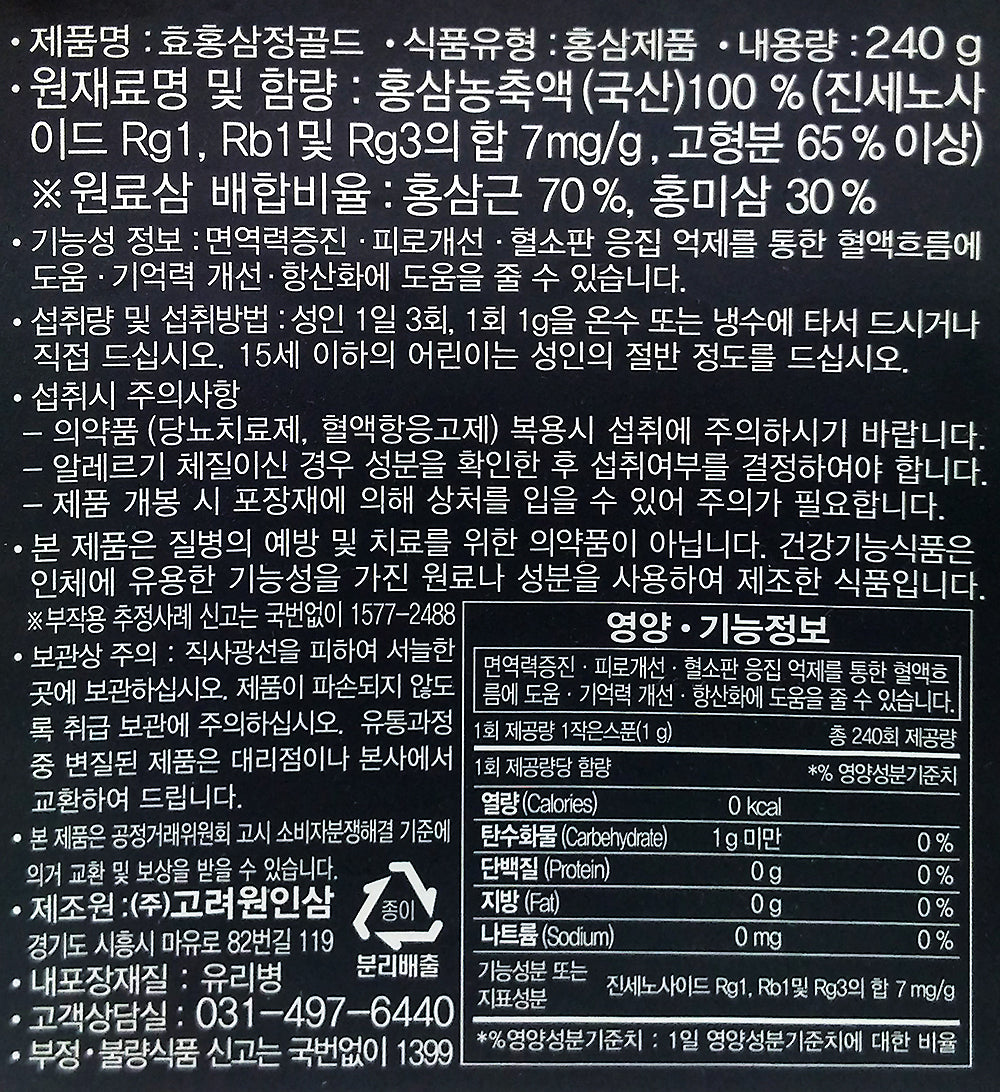 • 제품명 : 효홍삼정골드 • 식품유형 : 홍삼제품 • 내용량 : 240 g
• 원재료명 및 함량 : 홍삼농축액 (국산)100 % (진세노사
이드 Rg1, Rb1및 Rg3의 합 7mg/g, 고형분 65 % 이상)
※ 원료삼 배합비율 : 홍삼근 70 %, 홍미삼 30 %
• 기능성 정보 : 면역력증진 · 피로개선 · 혈소판 응집 억제를 통한 혈액흐름에
도움 · 기억력 개선 · 항산화에 도움을 줄 수 있습니다.
• 섭취량 및 섭취방법 : 성인 1일 3회, 1회 1g을 온수 또는 냉수에 타서 드시거나
직접 드십시오. 15세 이하의 어린이는 성인의 절반 정도를 드십시오.
• 섭취시 주의사항
– 의약품 (당뇨치료제, 혈액항응고제) 복용시 섭취에 주의하시기 바랍니다.
– 알레르기 체질이신 경우 성분을 확인한 후 섭취여부를 결정하여야 합니다.
– 제품 개봉 시 포장재에 의해 상처를 입을 수 있어 주의가 필요합니다.
• 본 제품은 질병의 예방 및 치료를 위한 의약품이 아닙니다. 건강기능식품은
인체에 유용한 기능성을 가진 원료나 성분을 사용하여 제조한 식품입니다.
※부작용 추정사례 신고는 국번없이 1577-2488
• 보관상 주의 : 직사광선을 피하여 서늘한
곳에 보관하십시오. 제품이 파손되지 않도
록 취급 보관에 주의하십시오. 유통과정
중 변질된 제품은 대리점이나 본사에서
교환하여 드립니다.
• 본 제품은 공정거래위원회 고시 소비자분쟁해결 기준에
의거 교환 및 보상을 받을 수 있습니다.
• 제조원 : (주)고려원인삼
경기도 시흥시 마유로 82번길 119
• 내포장재질 : 유리병
• 고객상담실 : 031-497-6440
• 부정 • 불량식품 신고는 국번없이 1399
종이
분리배출
영양 • 기능정보
면역력증진 · 피로개선 · 혈소판 응집 억제를 통한 혈액흐
름에 도움 · 기억력 개선 · 항산화에 도움을 줄 수 있습니다.
1회 제공량 1작은스푼(1 g) 총 240회 제공량
1회 제공량당 함량 *% 영양성분기준치
열량 (Calories) 0 kcal
탄수화물 (Carbehydrate) 1 g 미만 0 %
단백질 (Protein) 0 g 0 %
지방 (Fat) 0 g 0 %
나트륨 (Sodium) 0 mg 0 %
기능성분 또는
지표성분 진세노사이드 Rg1, Rb1및 Rg3의 합 7 mg/g
*%영양성분기준치 : 1일 영양성분기준치에 대한 비율